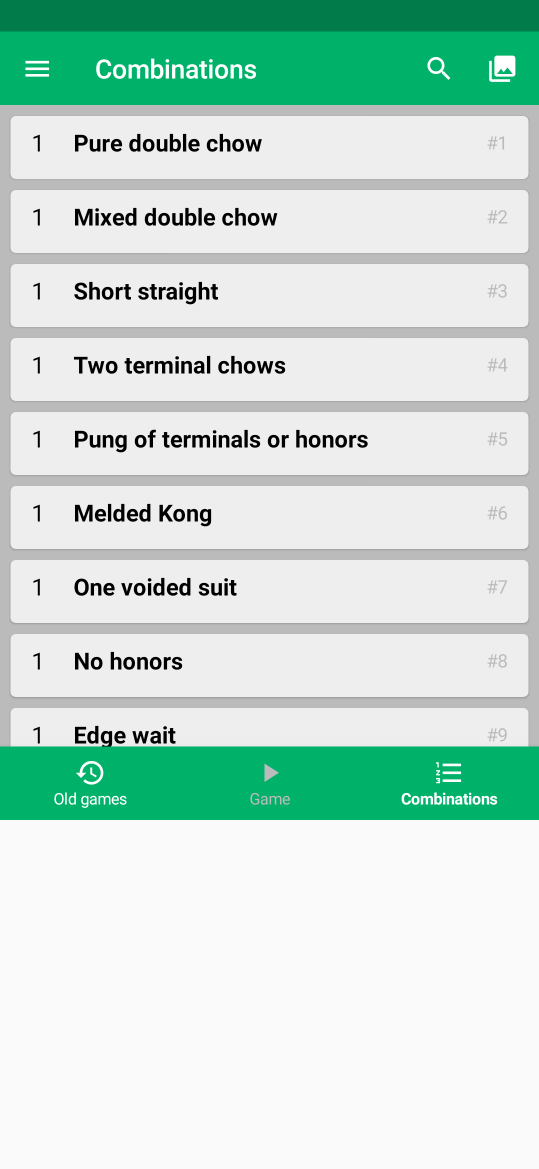 Combinations
1 Pure double chow #1
1 Mixed double chow #2
1 Short straight #3
1 Two terminal chows #4
1 Pung of terminals or honors #5
1 Melded Kong #6
1 One voided suit #7
1 No honors #8
1 Edge wait #9
Old games Game Combinations